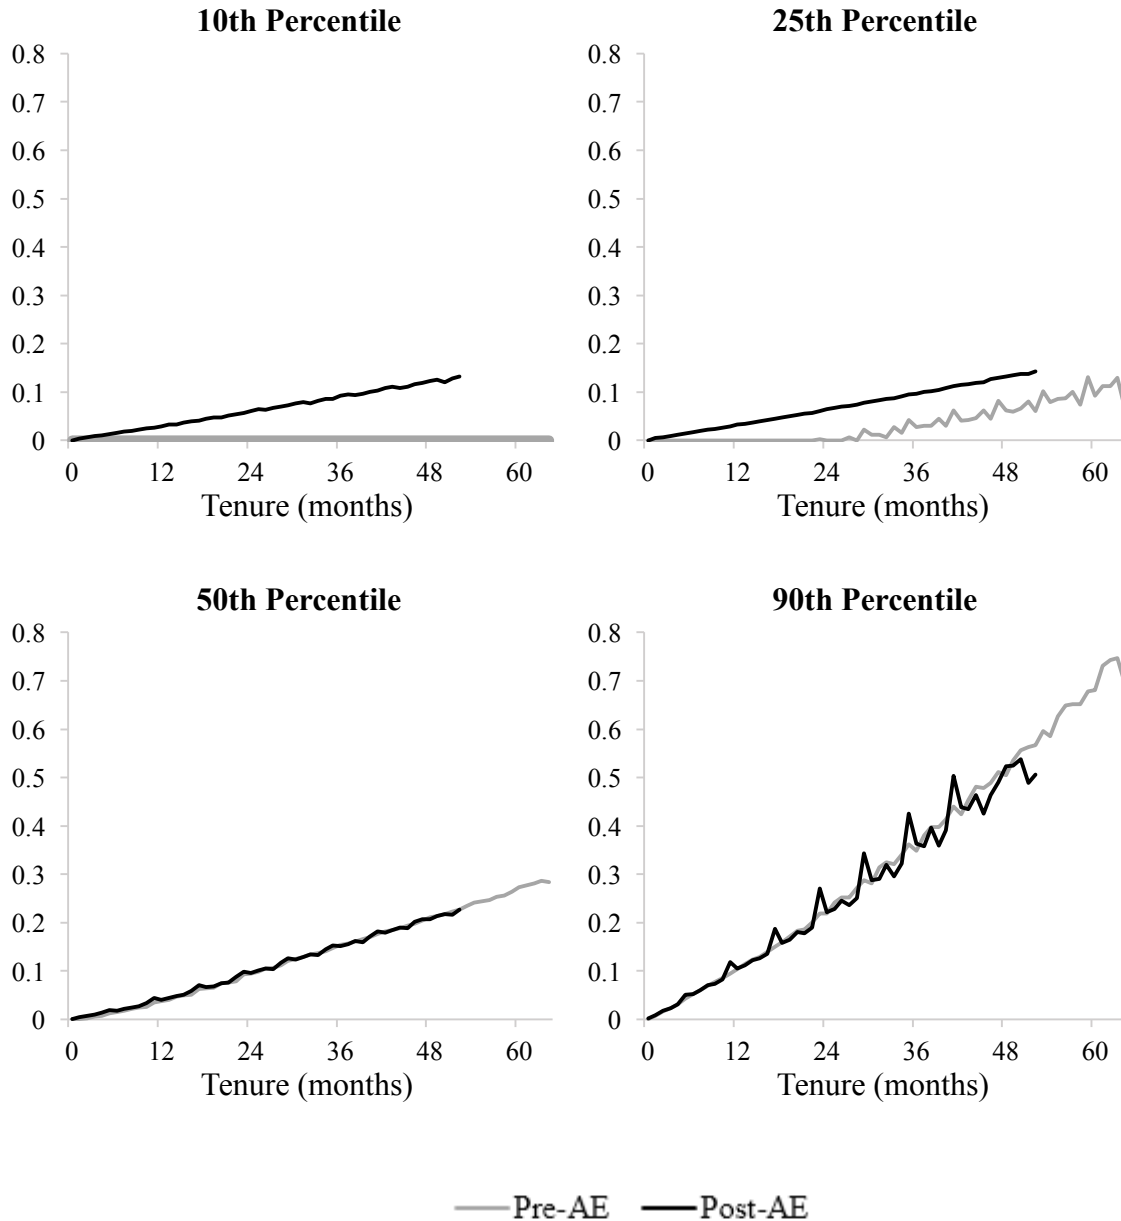 10th Percentile
0.8
0.7
0.6
0.5
0.4
0.3
0.2
0.1
0
0 12 24 36 48 60
Tenure (months)
25th Percentile
0.8
0.7
0.6
0.5
0.4
0.3
0.2
0.1
0
0 12 24 36 48 60
Tenure (months)
50th Percentile
0.8
0.7
0.6
0.5
0.4
0.3
0.2
0.1
0
0 12 24 36 48 60
Tenure (months)
90th Percentile
0.8
0.7
0.6
0.5
0.4
0.3
0.2
0.1
0
0 12 24 36 48 60
Tenure (months)
Pre-AE Post-AE